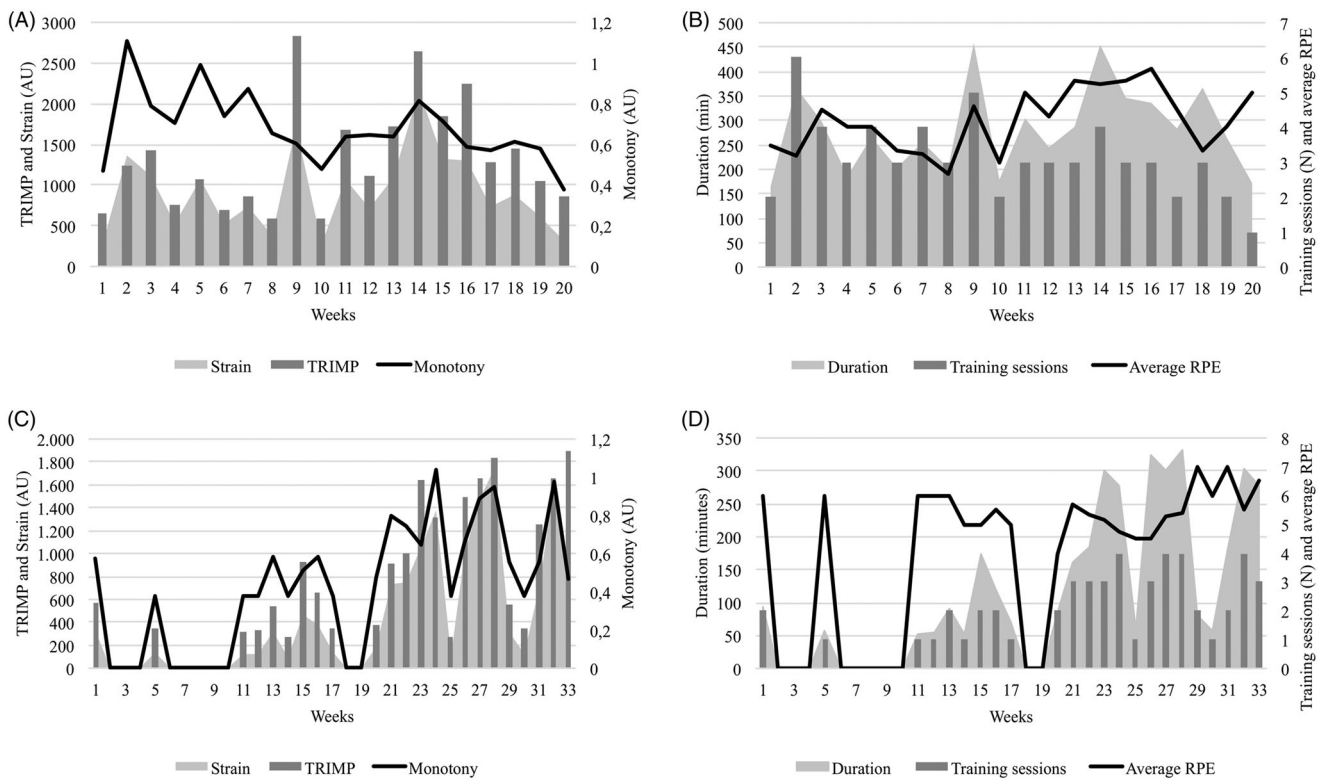 (A)
TRIMP and Strain (AU)
3000
2500
2000
1500
1000
500
0
1,2
1
0,8
0,6
0,4
0,2
0
Monotony (AU)
1 2 3 4 5 6 7 8 9 10 11 12 13 14 15 16 17 18 19 20
Weeks
Strain TRIMP Monotony
(B)
Duration (min)
500
450
400
350
300
250
200
150
100
50
0
7
6
5
4
3
2
1
0
Training sessions (N) and average RPE
1 2 3 4 5 6 7 8 9 10 11 12 13 14 15 16 17 18 19 20
Weeks
Duration Training sessions Average RPE
(C)
TRIMP and Strain (AU)
2.000
1.800
1.600
1.400
1.200
1.000
800
600
400
200
0
1,2
1
0,8
0,6
0,4
0,2
0
Monotony (AU)
1 3 5 7 9 11 13 15 17 19 21 23 25 27 29 31 33
Weeks
Strain TRIMP Monotony
(D)
Duration (minutes)
350
300
250
200
150
100
50
0
8
7
6
5
4
3
2
1
0
Training sessions (N) and average RPE
1 3 5 7 9 11 13 15 17 19 21 23 25 27 29 31 33
Weeks
Duration Training sessions Average RPE